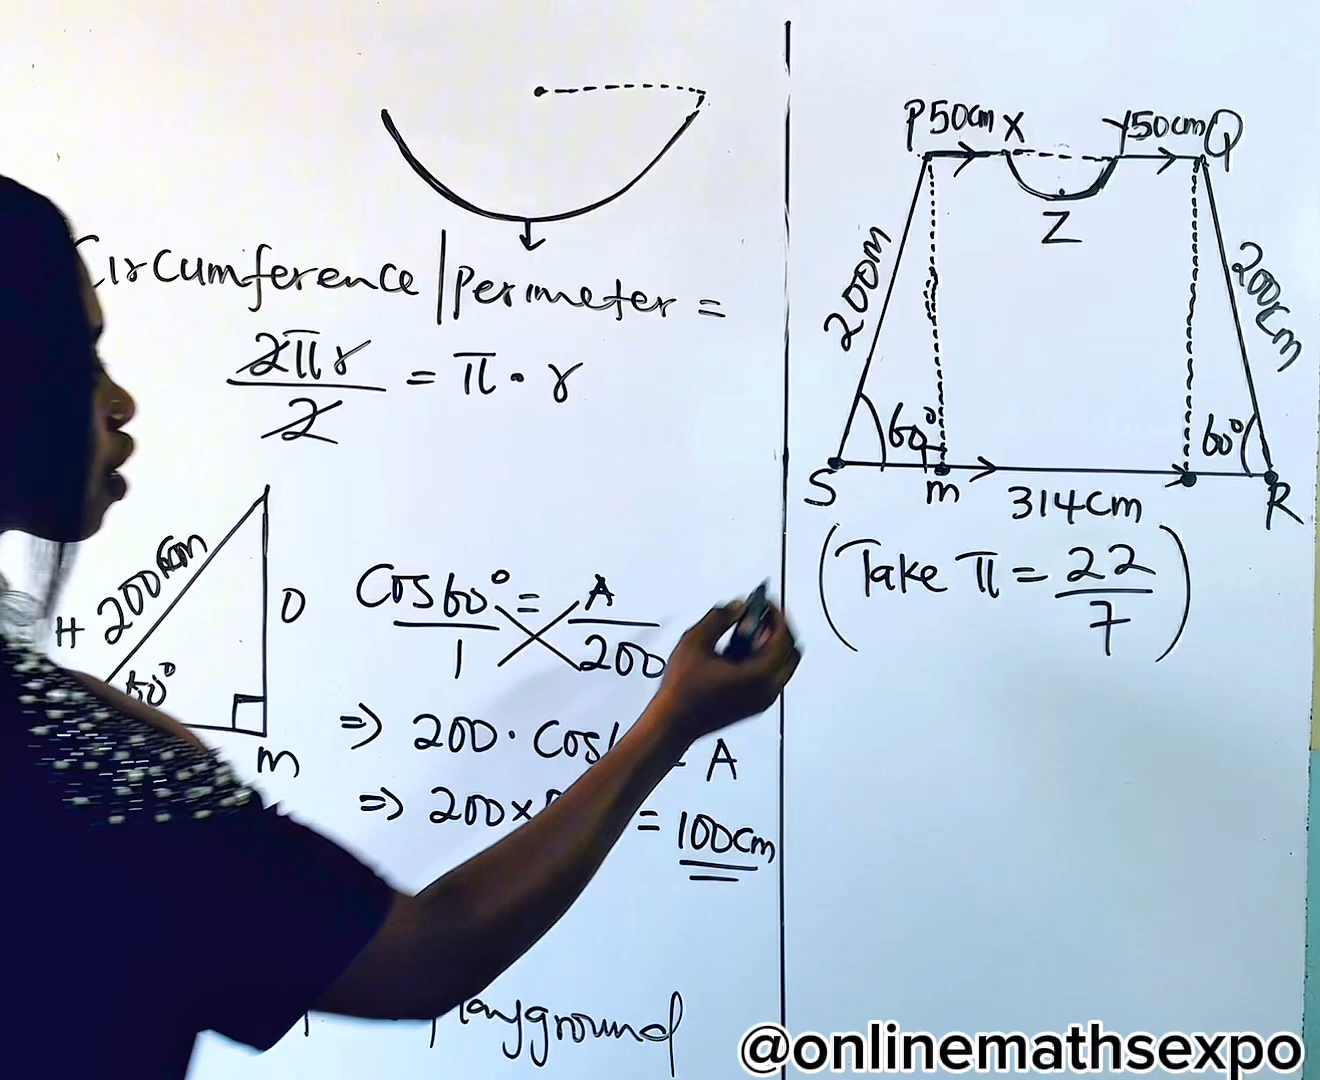 Circumference | Perimeter =
2πr/2 = π · r
H 200cm
O
60°
m
Cos60°/1 = A/200
=> 200 · Cos = A
=> 200 x = 100cm
playground
P 50cm X Y 50cm Q
Z
200m
200cm
60° 60°
S m R
314cm
(Take π = 22/7)
@onlinemathsexpo